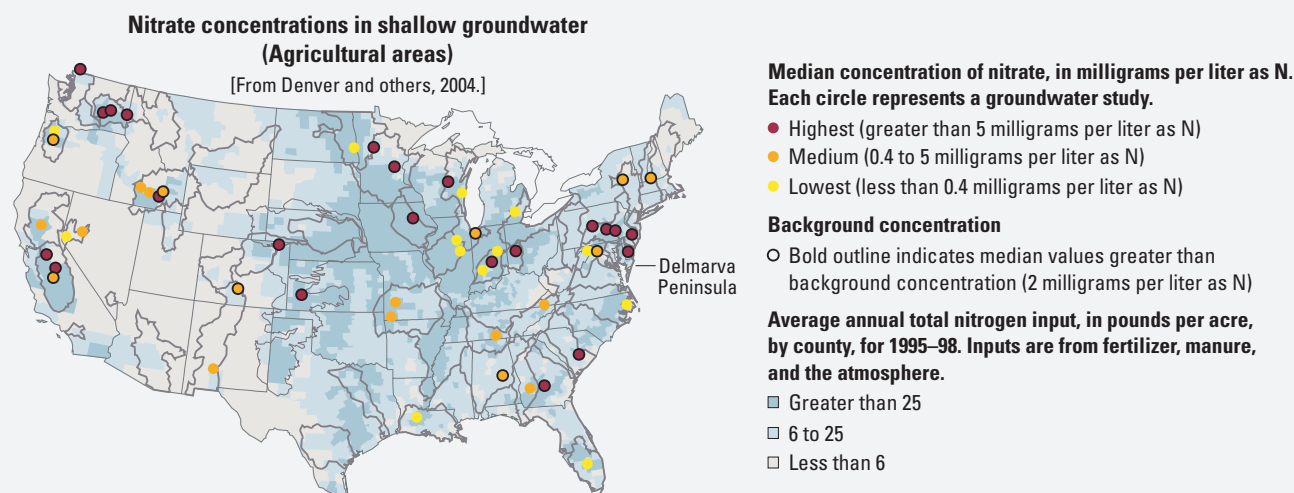 Nitrate concentrations in shallow groundwater
(Agricultural areas)
[From Denver and others, 2004.]
Delmarva
Peninsula
Median concentration of nitrate, in milligrams per liter as N.
Each circle represents a groundwater study.
Highest (greater than 5 milligrams per liter as N)
Medium (0.4 to 5 milligrams per liter as N)
Lowest (less than 0.4 milligrams per liter as N)
Background concentration
Bold outline indicates median values greater than
background concentration (2 milligrams per liter as N)
Average annual total nitrogen input, in pounds per acre,
by county, for 1995–98. Inputs are from fertilizer, manure,
and the atmosphere.
Greater than 25
6 to 25
Less than 6